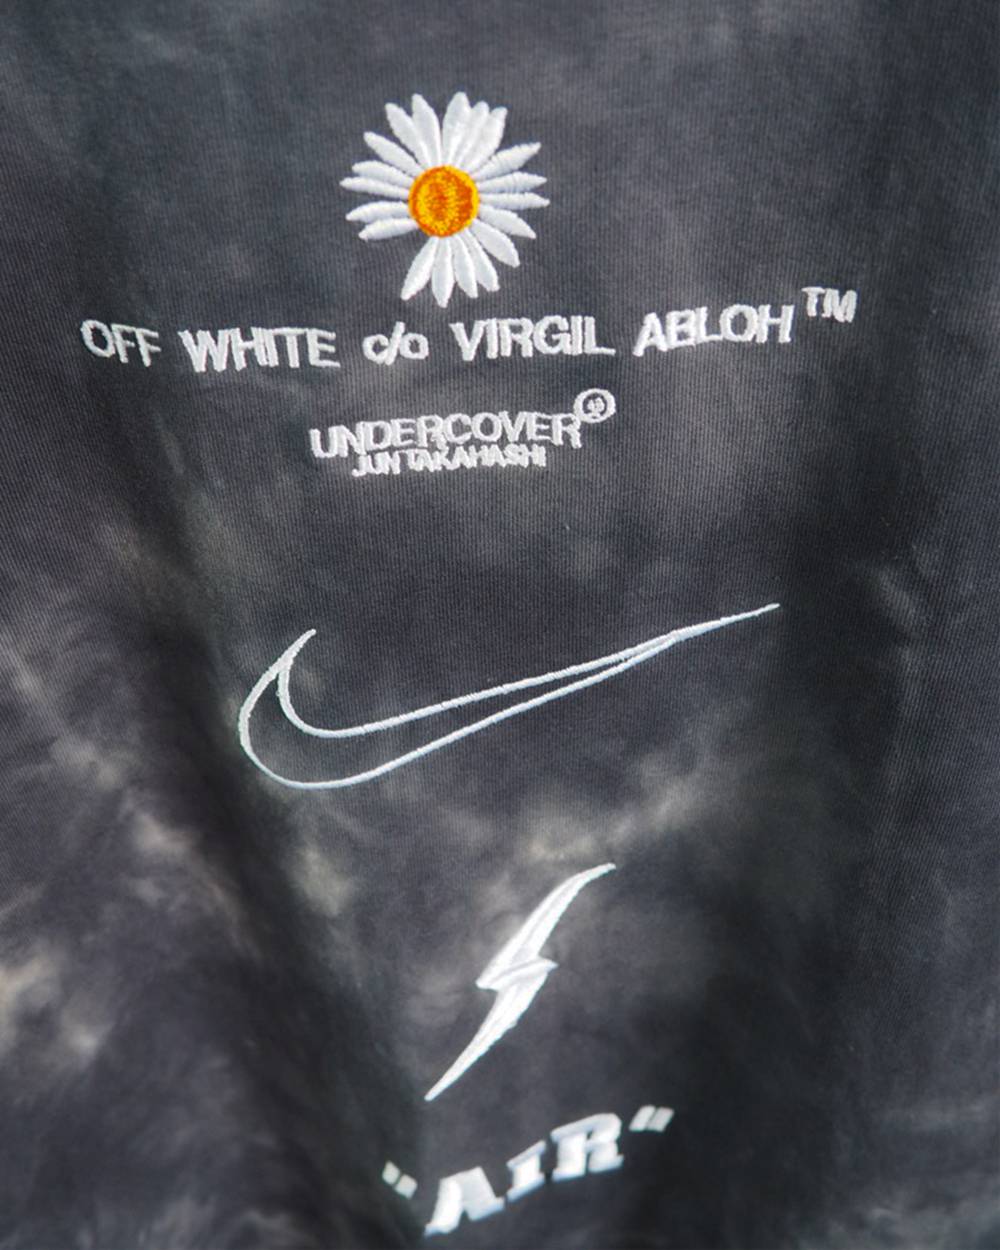 OFF WHITE c/o VIRGIL ABLOH™
UNDERCOVER
JUN TAKAHASHI
"AIR"